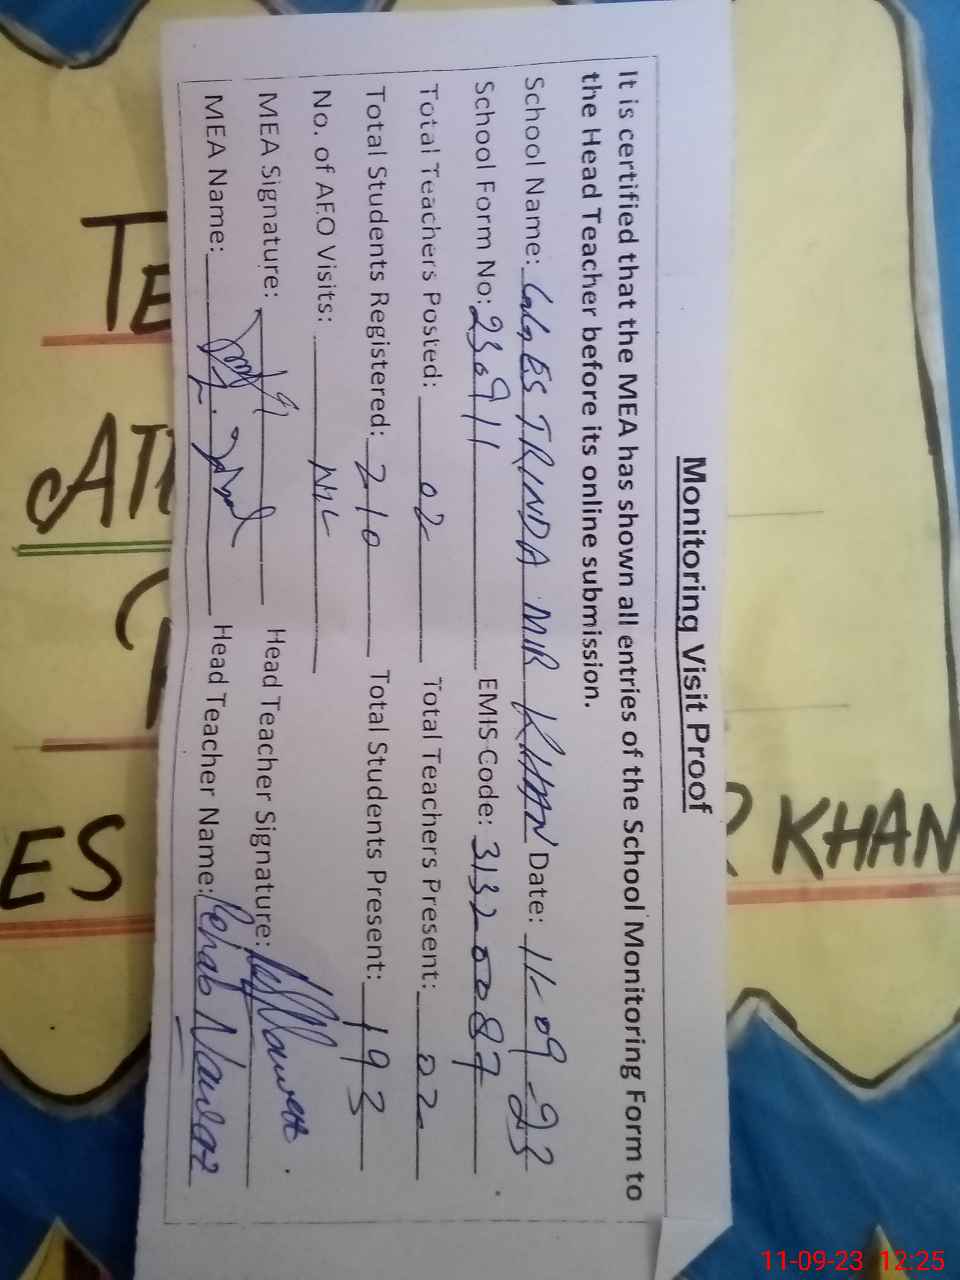 Monitoring Visit Proof
It is certified that the MEA has shown all entries of the School Monitoring Form to
the Head Teacher before its online submission.
School Name: GGES TRINDA MIR KHAN Date: 11-09-23
School Form No: 230911 EMIS Code: 31320087
Total Teachers Posted: 02 Total Teachers Present: 02
Total Students Registered: 210 Total Students Present: 193
No. of AEO Visits: NIL
MEA Signature: Head Teacher Signature:
MEA Name: Head Teacher Name: Nawaz
KHAN
ES
11-09-23 12:25